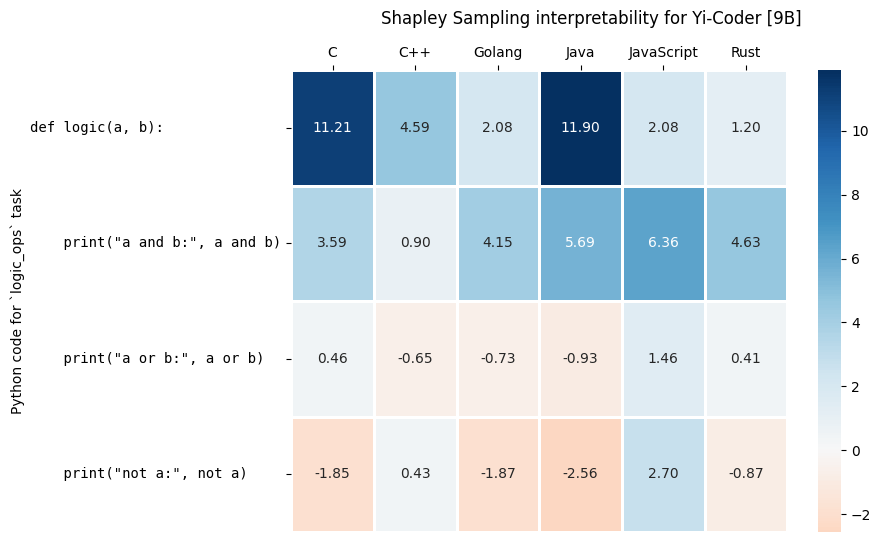 Shapley Sampling interpretability for Yi-Coder [9B]
C C++ Golang Java JavaScript Rust
Python code for `logic_ops` task
def logic(a, b): 11.21 4.59 2.08 11.90 2.08 1.20
print("a and b:", a and b) 3.59 0.90 4.15 5.69 6.36 4.63
print("a or b:", a or b) 0.46 -0.65 -0.73 -0.93 1.46 0.41
print("not a:", not a) -1.85 0.43 -1.87 -2.56 2.70 -0.87
10
8
6
4
2
0
−2